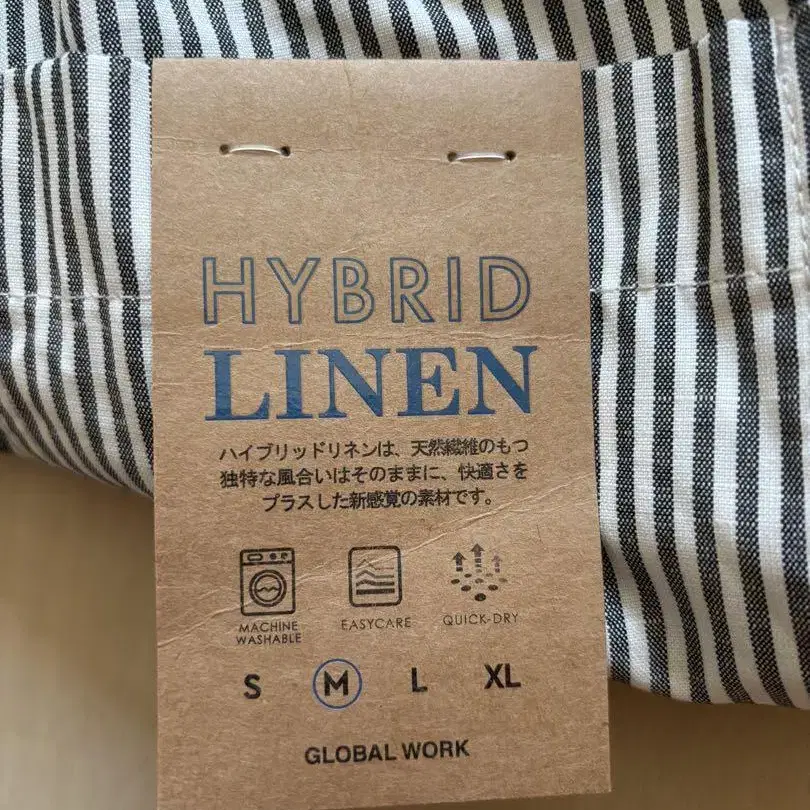 HYBRID
LINEN
ハイブリッドリネンは、天然繊維のもつ
独特な風合いはそのままに、快適さを
プラスした新感覚の素材です。
MACHINE WASHABLE
EASYCARE
QUICK-DRY
S M L XL
GLOBAL WORK